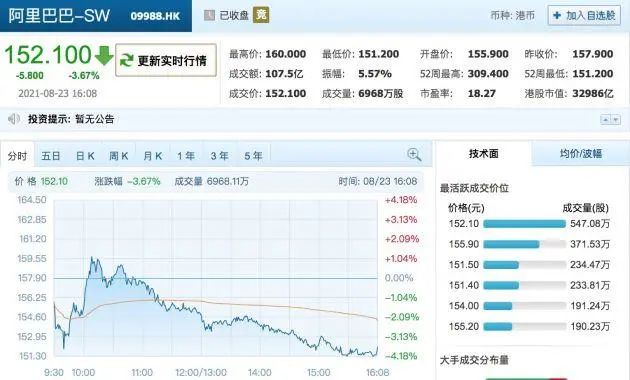 阿里巴巴-SW 09988.HK 已收盘 竞 币种: 港币 + 加入自选股
152.100 更新实时行情
-5.800 -3.67%
2021-08-23 16:08
最高价: 160.000 最低价: 151.200 开盘价: 155.900 昨收价: 157.900
成交额: 107.5亿 振幅: 5.57% 52周最高: 309.400 52周最低: 151.200
成交价: 152.100 成交量: 6968万股 市盈率: 18.27 港股市值: 32986亿
投资提示: 暂无公告
分时 五日 日K 周K 月K 1年 3年 5年
价格 152.10 涨跌幅 -3.67% 成交量 6968.11万 时间: 08/23 16:08
164.50 +4.18%
162.85 +3.13%
161.20 +2.09%
159.55 +1.04%
157.90 0.00%
156.25 -1.04%
154.60 -2.09%
152.95 -3.13%
151.30 -4.18%
9:30 10:00 11:00 12:00/13:00 14:00 15:00 16:08
技术面 均价/波幅
最活跃成交价位
价格(元) 成交量(股)
152.10 547.08万
155.90 371.53万
151.50 234.47万
151.40 233.81万
154.00 191.24万
155.20 190.23万
大手成交分布量